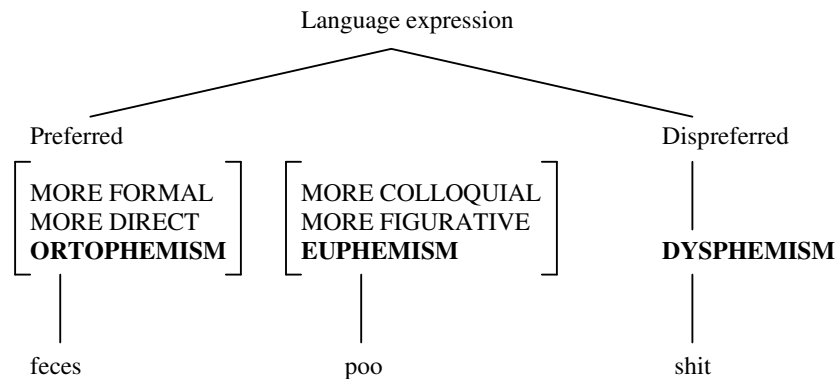 Language expression
Preferred
Dispreferred
MORE FORMAL
MORE DIRECT
ORTOPHEMISM
MORE COLLOQUIAL
MORE FIGURATIVE
EUPHEMISM
DYSPHEMISM
feces
poo
shit